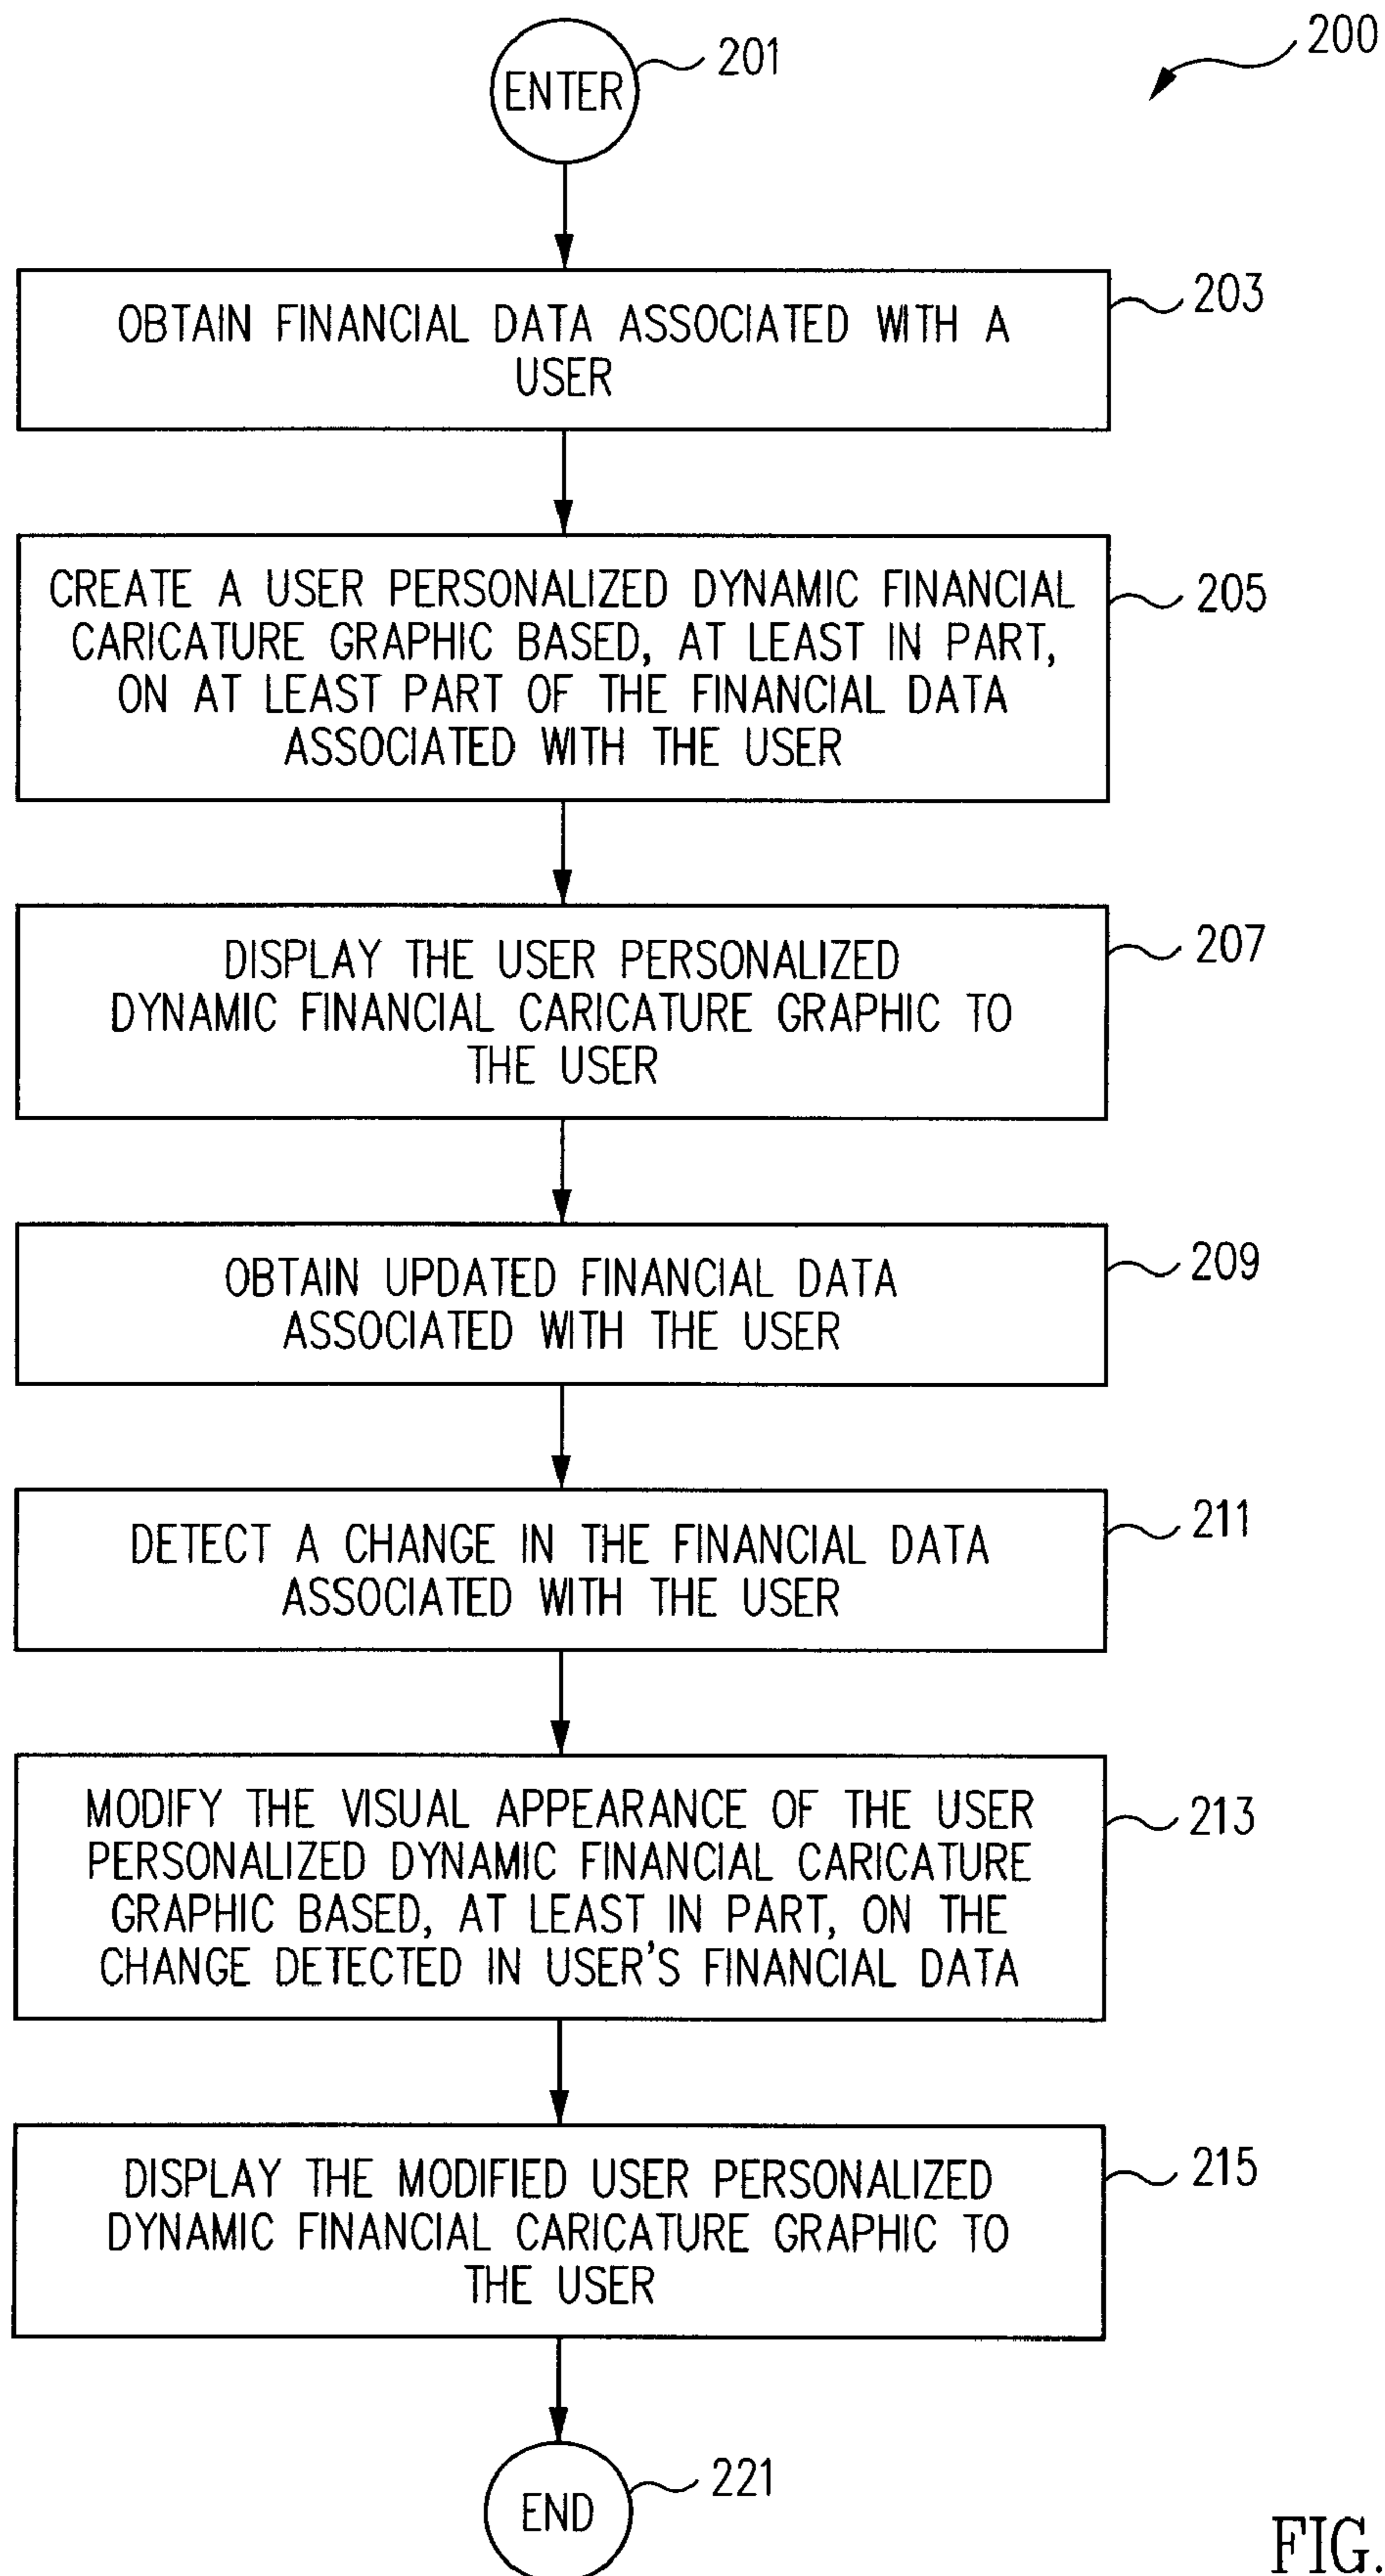 200
ENTER
201
OBTAIN FINANCIAL DATA ASSOCIATED WITH A
USER
203
CREATE A USER PERSONALIZED DYNAMIC FINANCIAL
CARICATURE GRAPHIC BASED, AT LEAST IN PART,
ON AT LEAST PART OF THE FINANCIAL DATA
ASSOCIATED WITH THE USER
205
DISPLAY THE USER PERSONALIZED
DYNAMIC FINANCIAL CARICATURE GRAPHIC TO
THE USER
207
OBTAIN UPDATED FINANCIAL DATA
ASSOCIATED WITH THE USER
209
DETECT A CHANGE IN THE FINANCIAL DATA
ASSOCIATED WITH THE USER
211
MODIFY THE VISUAL APPEARANCE OF THE USER
PERSONALIZED DYNAMIC FINANCIAL CARICATURE
GRAPHIC BASED, AT LEAST IN PART, ON THE
CHANGE DETECTED IN USER'S FINANCIAL DATA
213
DISPLAY THE MODIFIED USER PERSONALIZED
DYNAMIC FINANCIAL CARICATURE GRAPHIC TO
THE USER
215
END
221
FIG.